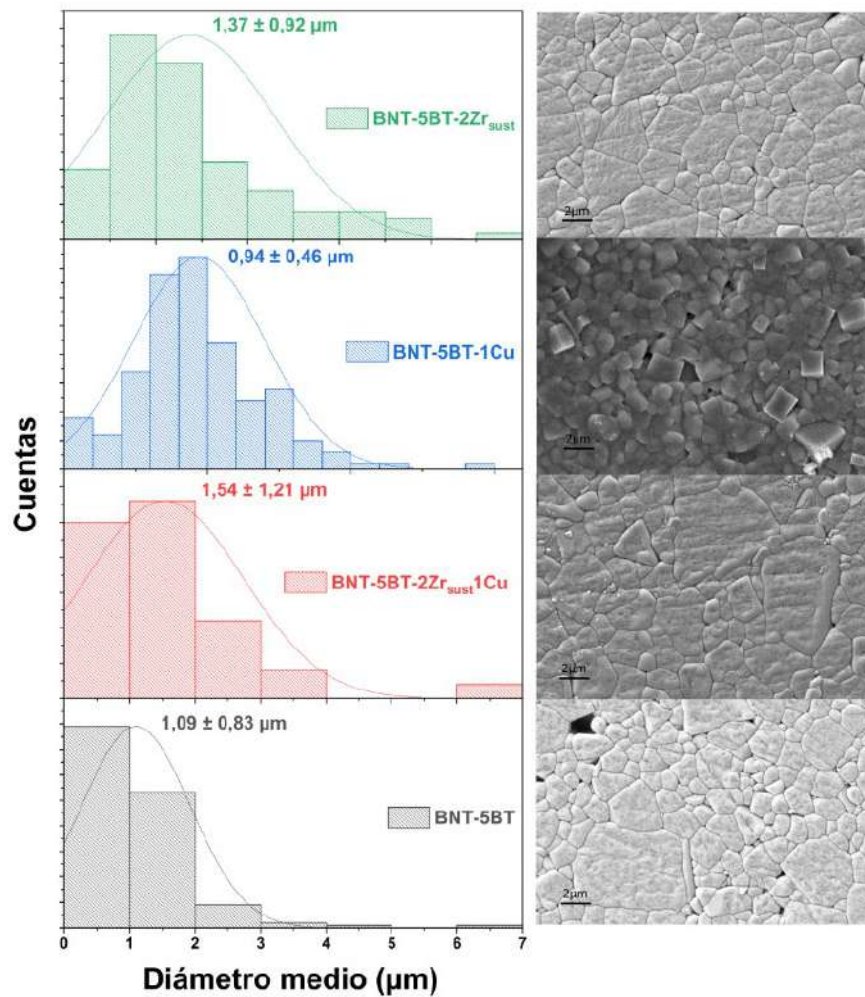 1,37 ± 0,92 µm
BNT-5BT-2Zrsust
2µm
0,94 ± 0,46 µm
BNT-5BT-1Cu
2µm
1,54 ± 1,21 µm
BNT-5BT-2Zrsust1Cu
2µm
1,09 ± 0,83 µm
BNT-5BT
2µm
Cuentas
0 1 2 3 4 5 6 7
Diámetro medio (µm)